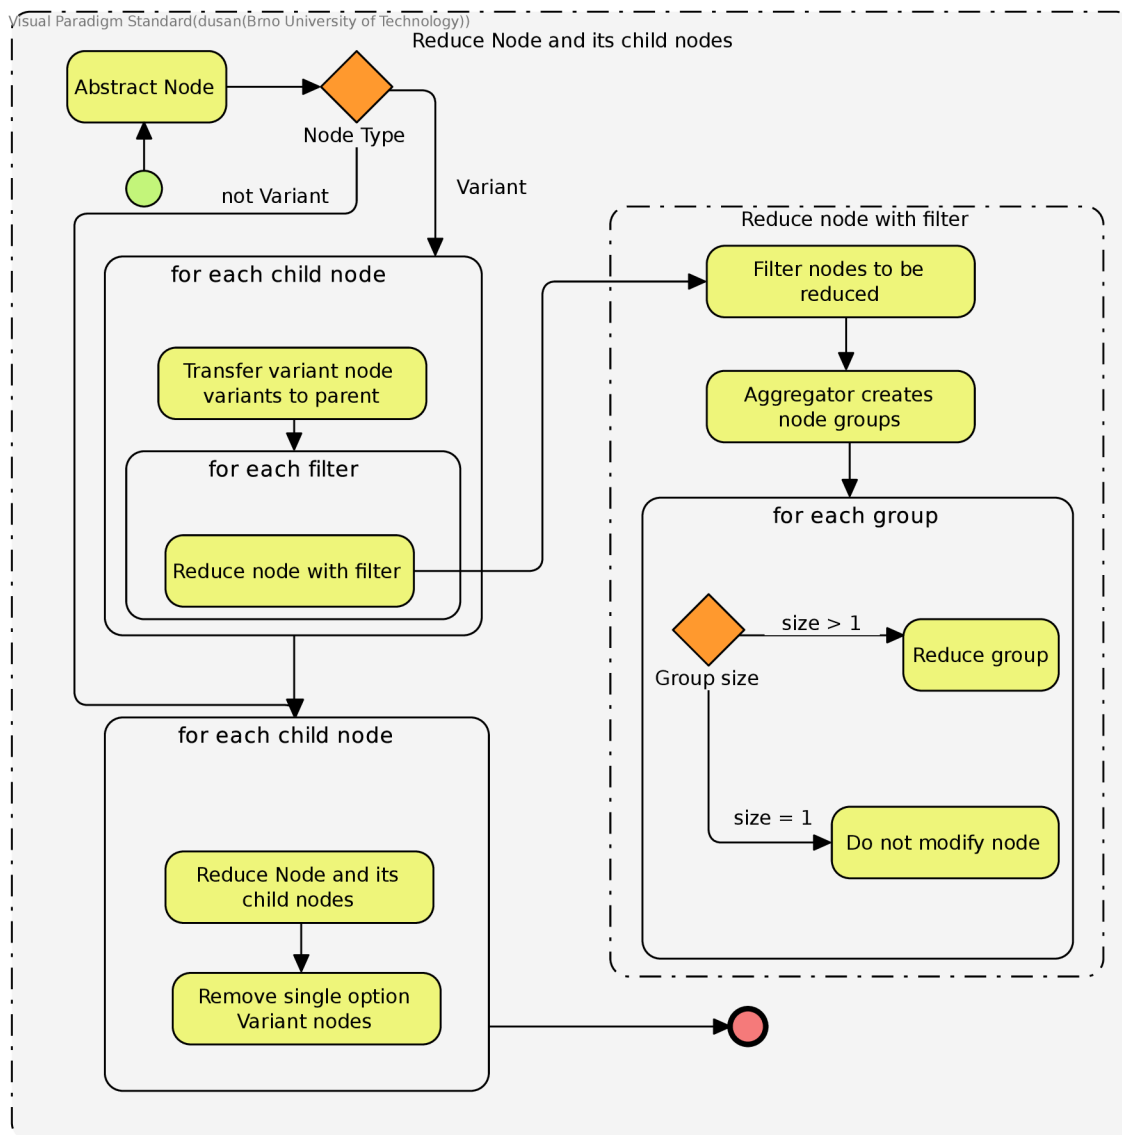 Visual Paradigm Standard(dusan(Brno University of Technology))
Reduce Node and its child nodes
Abstract Node
Node Type
not Variant
Variant
for each child node
Transfer variant node
variants to parent
for each filter
Reduce node with filter
Reduce node with filter
Filter nodes to be
reduced
Aggregator creates
node groups
for each group
size > 1
Group size
Reduce group
size = 1
Do not modify node
for each child node
Reduce Node and its
child nodes
Remove single option
Variant nodes